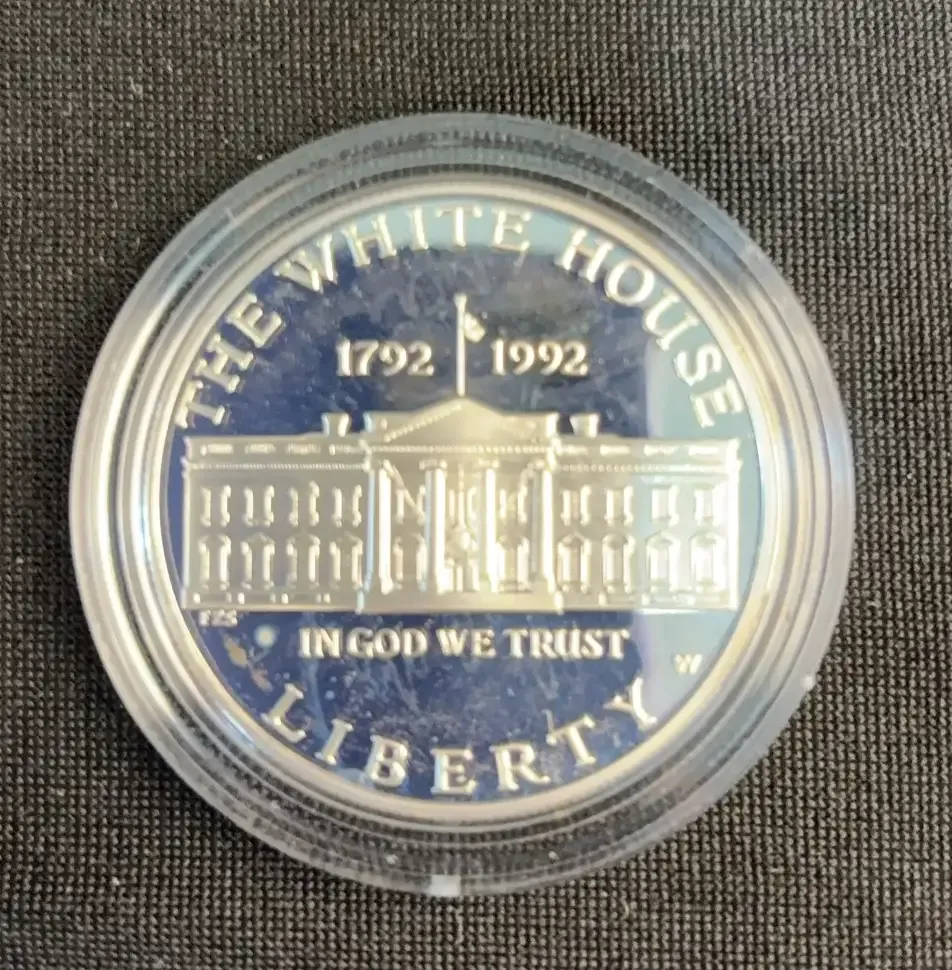 THE WHITE HOUSE
1792 1992
IN GOD WE TRUST
W
LIBERTY